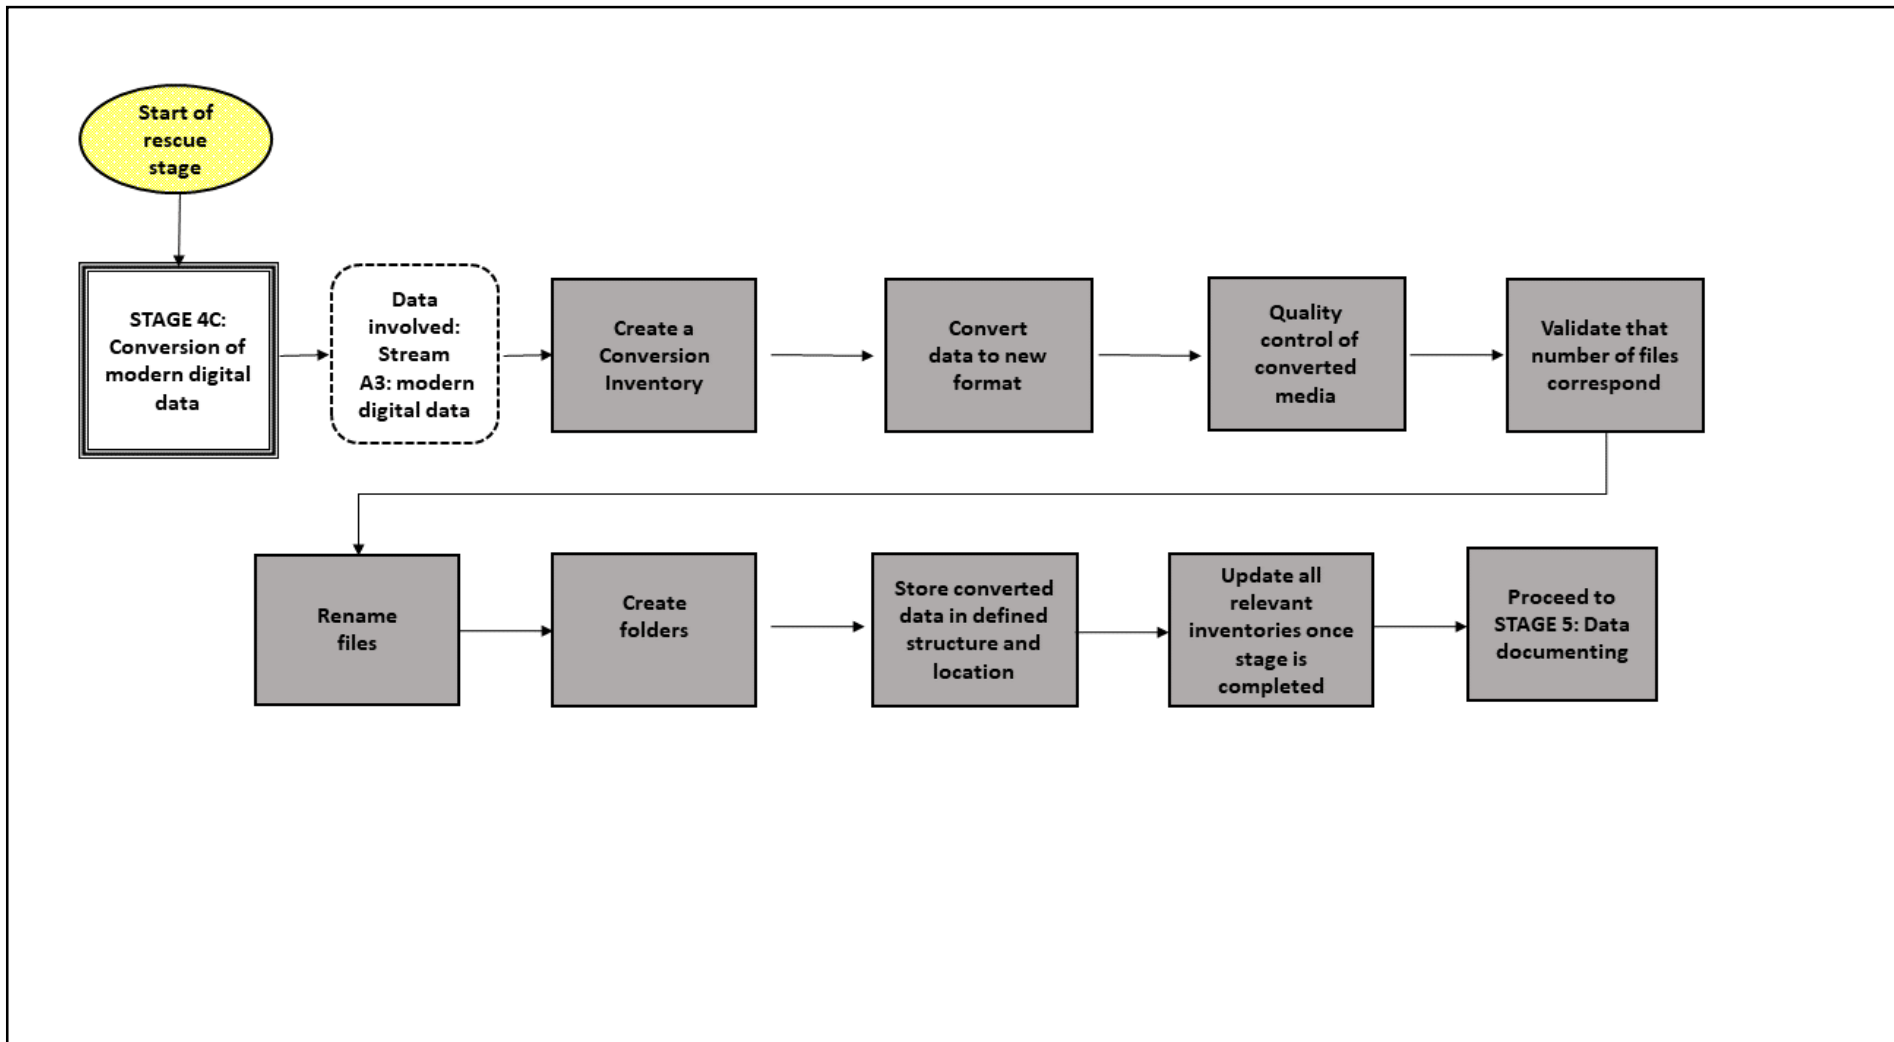 Start of
rescue
stage
STAGE 4C:
Conversion of
modern digital
data
Data
involved:
Stream
A3: modern
digital data
Create a
Conversion
Inventory
Convert
data to new
format
Quality
control of
converted
media
Validate that
number of files
correspond
Rename
files
Create
folders
Store converted
data in defined
structure and
location
Update all
relevant
inventories once
stage is
completed
Proceed to
STAGE 5: Data
documenting